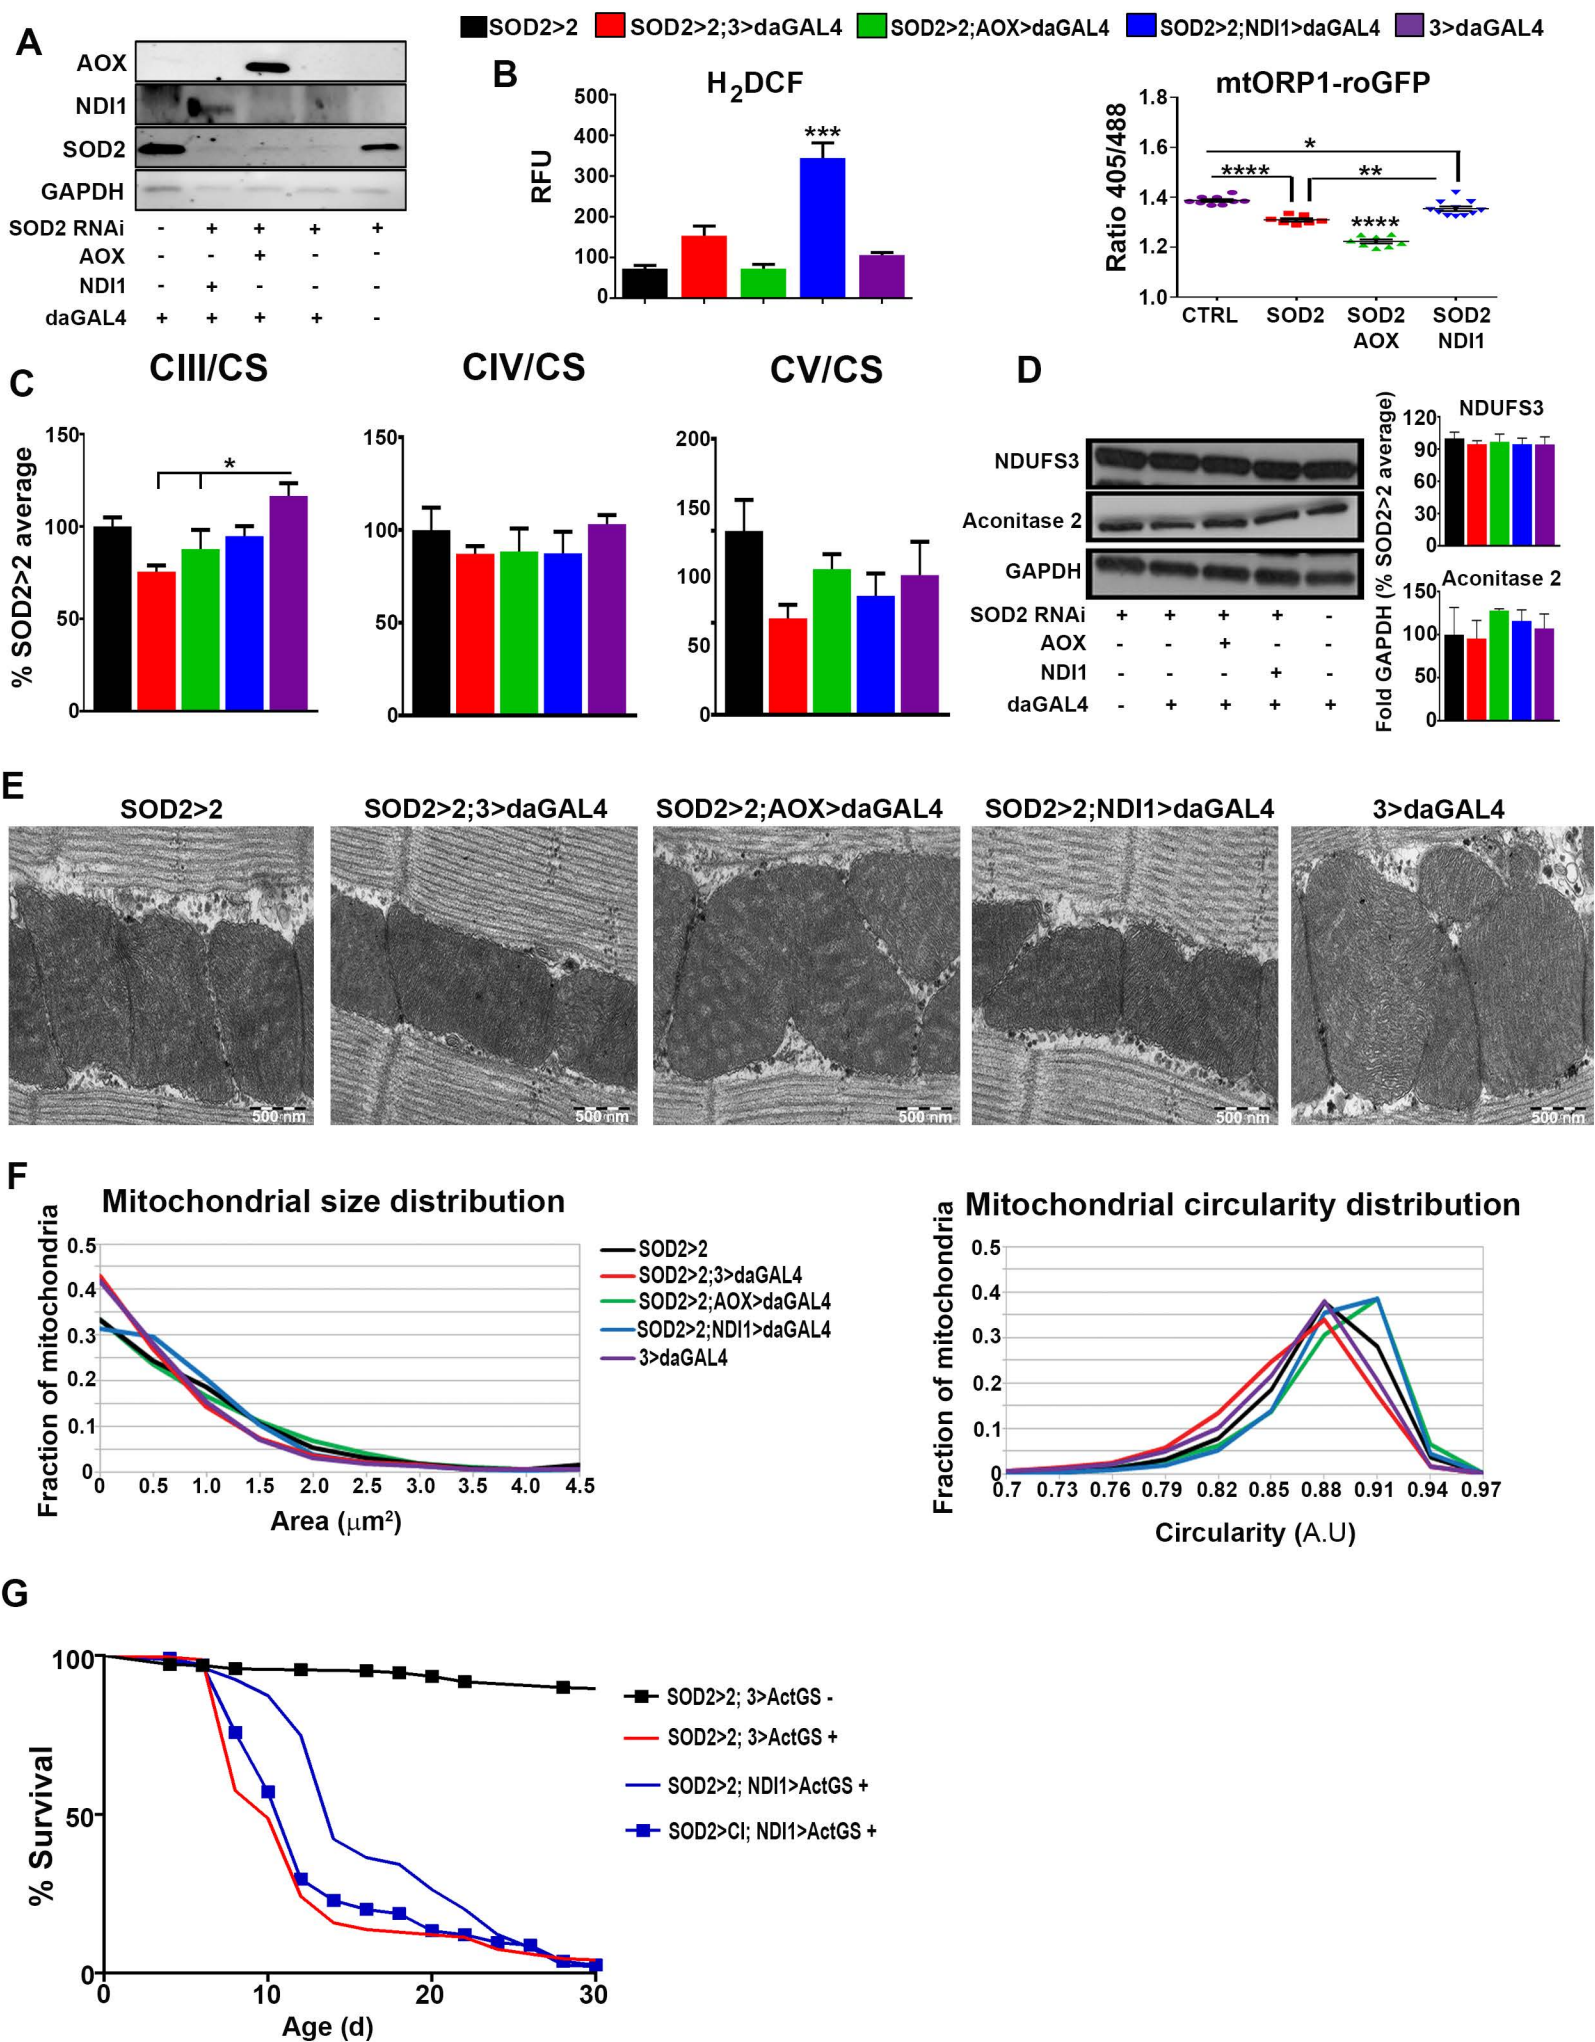 SOD2>2 SOD2>2;3>daGAL4 SOD2>2;AOX>daGAL4 SOD2>2;NDI1>daGAL4 3>daGAL4
A
AOX
NDI1
SOD2
GAPDH
SOD2 RNAi - + + + +
AOX - - + - -
NDI1 - + - - -
daGAL4 + + + + -
B
H2DCF
RFU
500
400
300
200
100
0
***
mtORP1-roGFP
Ratio 405/488
1.8
1.6
1.4
1.2
1.0
*
**** **
****
CTRL SOD2 SOD2 SOD2
AOX NDI1
C
CIII/CS
% SOD2>2 average
150
100
50
0
*
CIV/CS
150
100
50
0
CV/CS
200
150
100
50
0
D
NDUFS3
Aconitase 2
GAPDH
SOD2 RNAi + + + + -
AOX - - + - -
NDI1 - - - + -
daGAL4 - + + + +
Fold GAPDH (% SOD2>2 average)
NDUFS3
120
90
60
30
0
Aconitase 2
150
100
50
0
E
SOD2>2 SOD2>2;3>daGAL4 SOD2>2;AOX>daGAL4 SOD2>2;NDI1>daGAL4 3>daGAL4
500 nm 500 nm 500 nm 500 nm 500 nm
F
Mitochondrial size distribution
Fraction of mitochondria
0.5
0.4
0.3
0.2
0.1
0
0 0.5 1.0 1.5 2.0 2.5 3.0 3.5 4.0 4.5
Area (μm²)
SOD2>2
SOD2>2;3>daGAL4
SOD2>2;AOX>daGAL4
SOD2>2;NDI1>daGAL4
3>daGAL4
Mitochondrial circularity distribution
Fraction of mitochondria
0.5
0.4
0.3
0.2
0.1
0
0.7 0.73 0.76 0.79 0.82 0.85 0.88 0.91 0.94 0.97
Circularity (A.U)
G
% Survival
100
50
0
0 10 20 30
Age (d)
SOD2>2; 3>ActGS -
SOD2>2; 3>ActGS +
SOD2>2; NDI1>ActGS +
SOD2>CI; NDI1>ActGS +